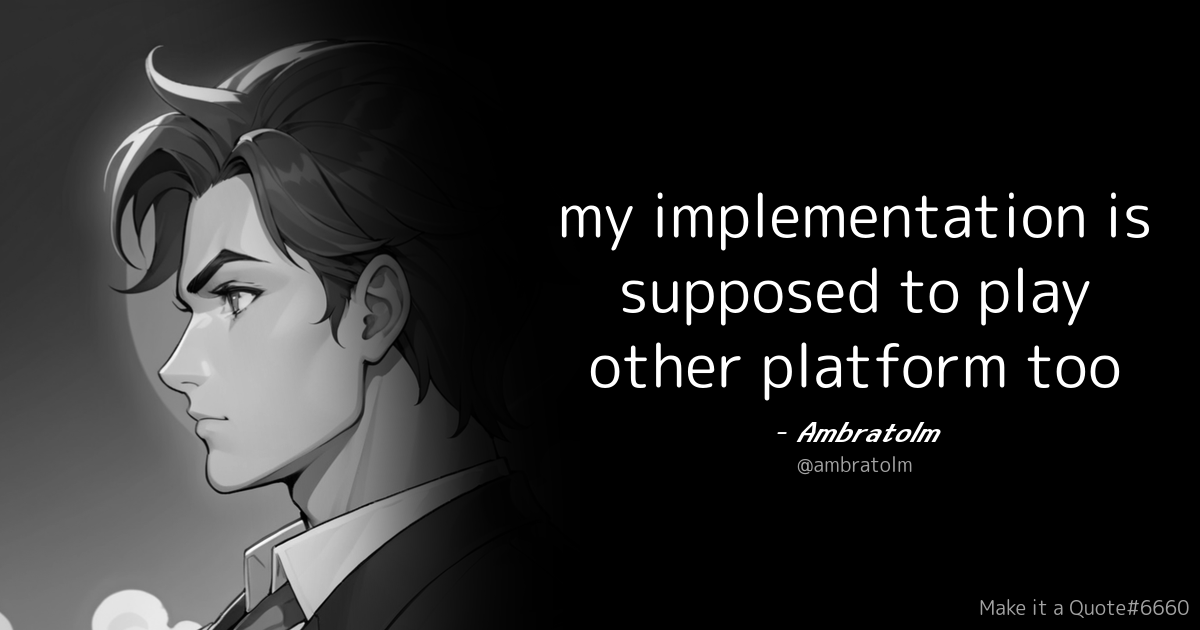 my implementation is
supposed to play
other platform too
- Ambratolm
@ambratolm
Make it a Quote#6660